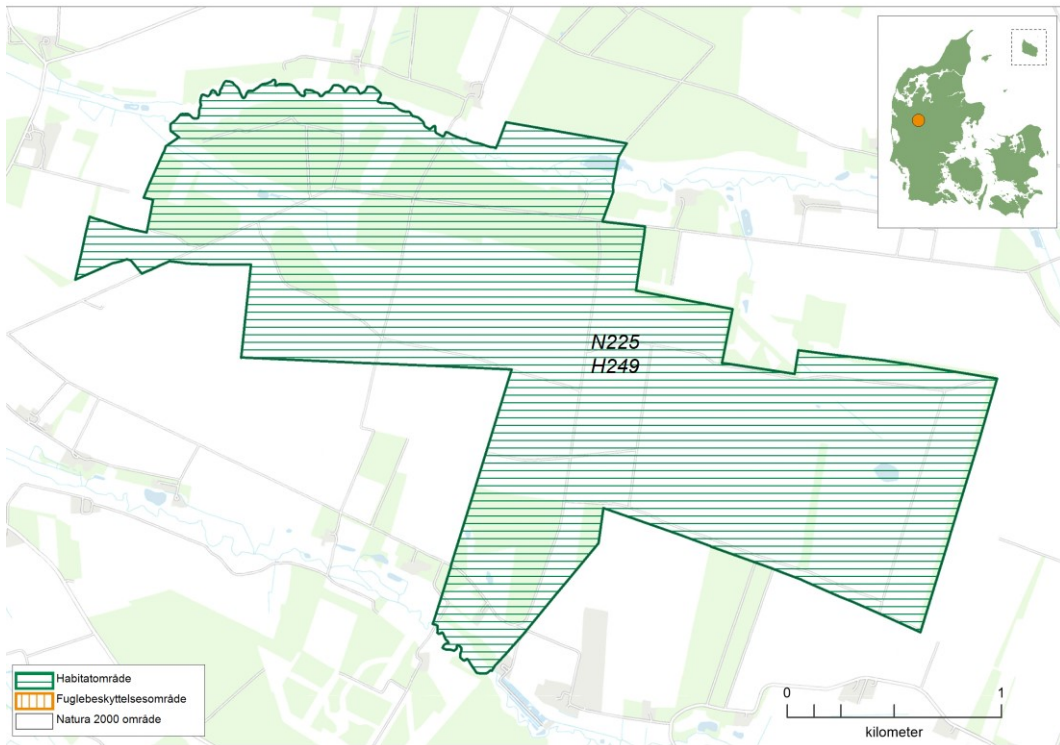 N225
H249
Habitatområde
Fuglebeskyttelsesområde
Natura 2000 område
0 1
kilometer